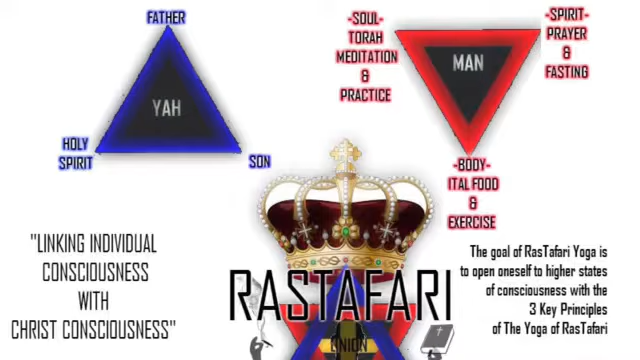 FATHER
YAH
HOLY
SPIRIT
SON
-SOUL-
TORAH
MEDITATION
&
PRACTICE
MAN
-SPIRIT-
PRAYER
&
FASTING
-BODY-
ITAL FOOD
&
EXERCISE
"LINKING INDIVIDUAL
CONSCIOUSNESS
WITH
CHRIST CONSCIOUSNESS"
RASTAFARI
UNION
The goal of RasTafari Yoga is
to open oneself to higher states
of consciousness with the
3 Key Principles
of The Yoga of RasTafari